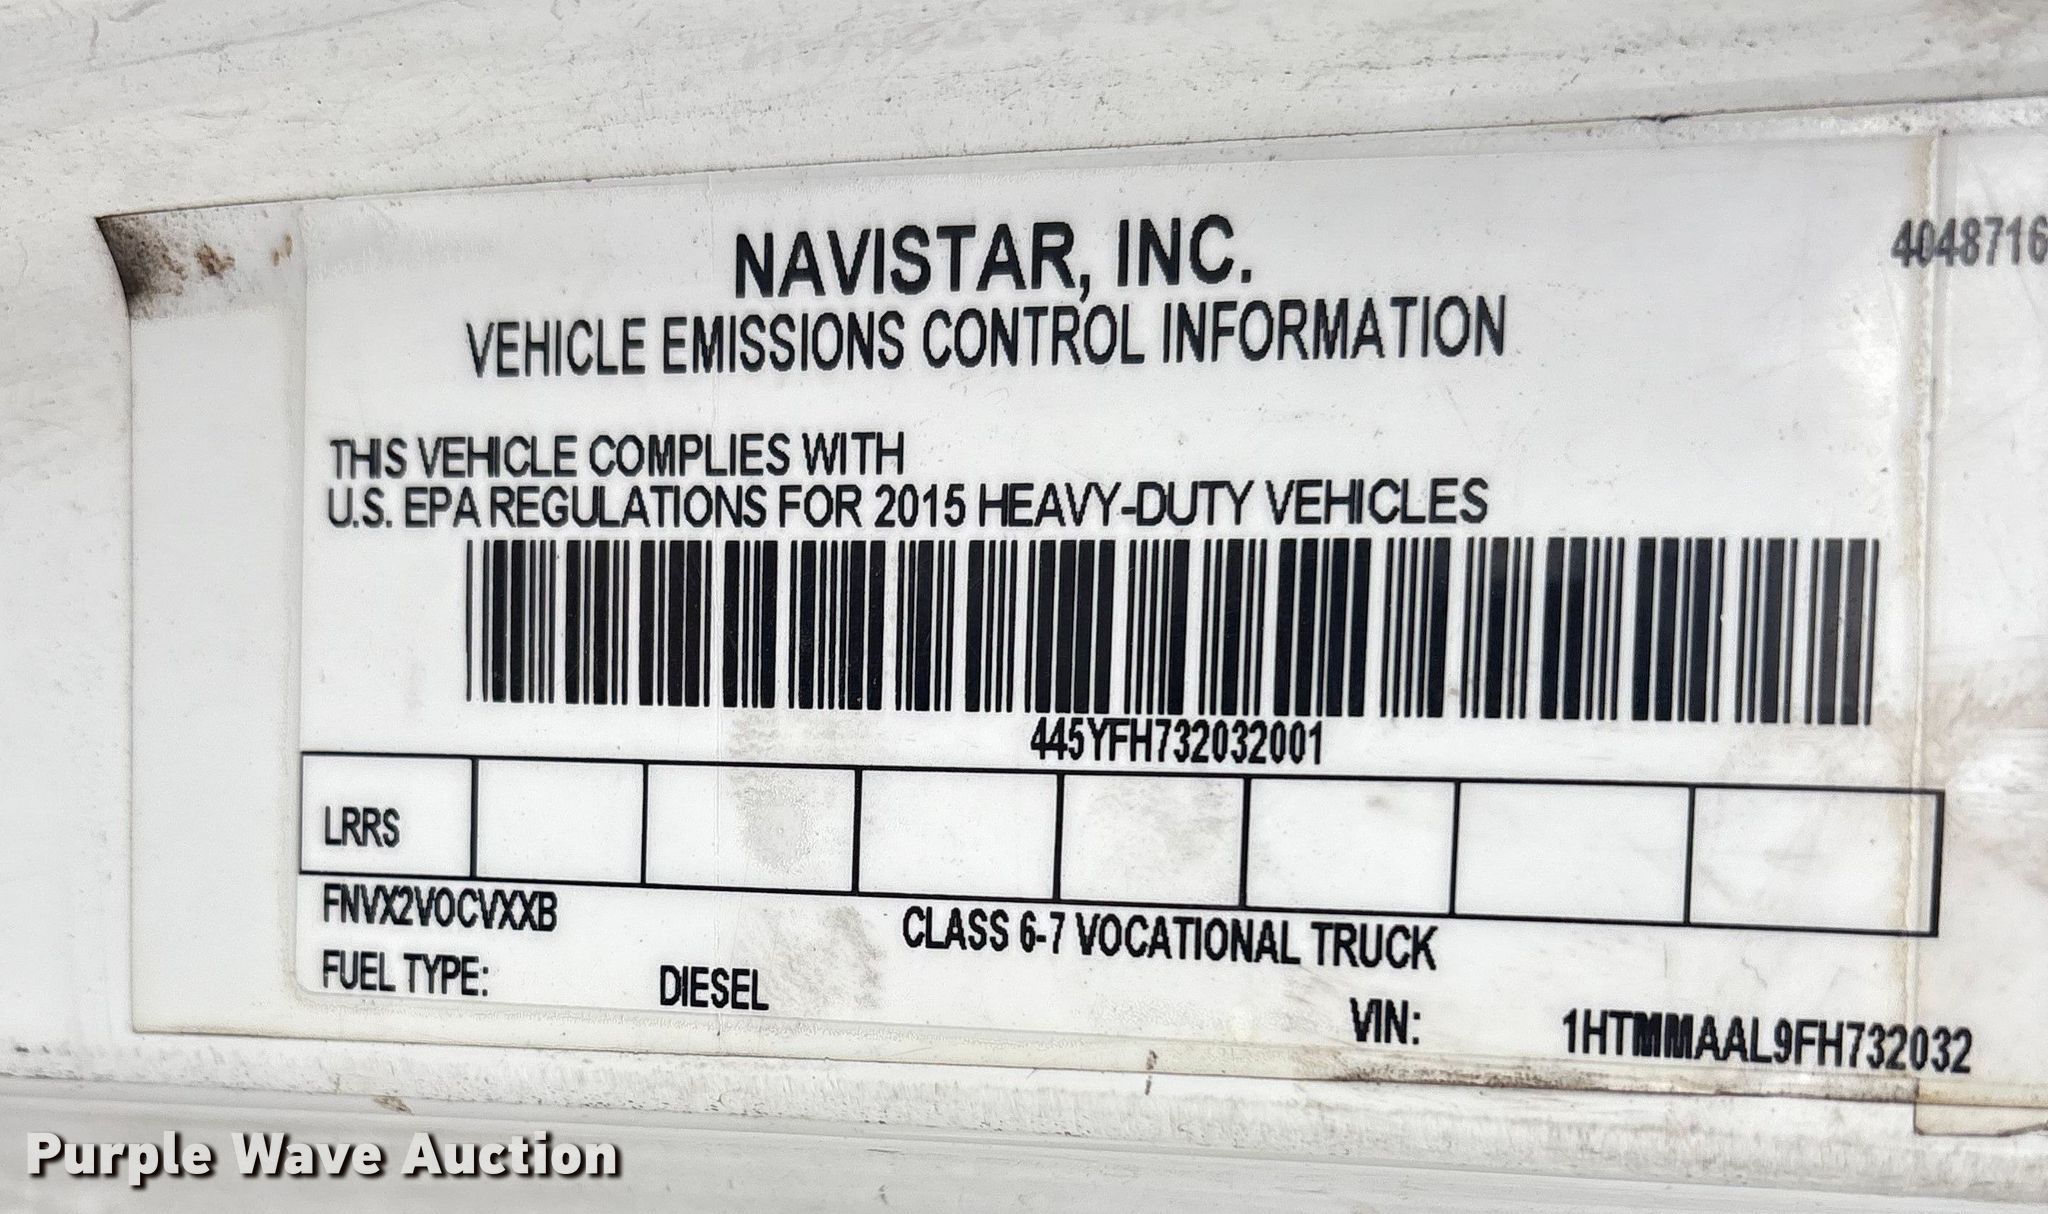 NAVISTAR, INC.
4048716
VEHICLE EMISSIONS CONTROL INFORMATION
THIS VEHICLE COMPLIES WITH
U.S. EPA REGULATIONS FOR 2015 HEAVY-DUTY VEHICLES
445YFH732032001
LRRS
FNVX2VOCVXXB
CLASS 6-7 VOCATIONAL TRUCK
FUEL TYPE: DIESEL
VIN: 1HTMMAAL9FH732032
Purple Wave Auction